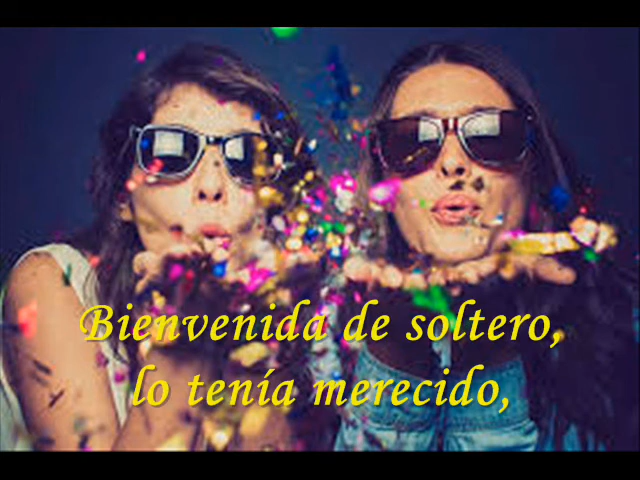 Bienvenida de soltero,
lo tenía merecido,